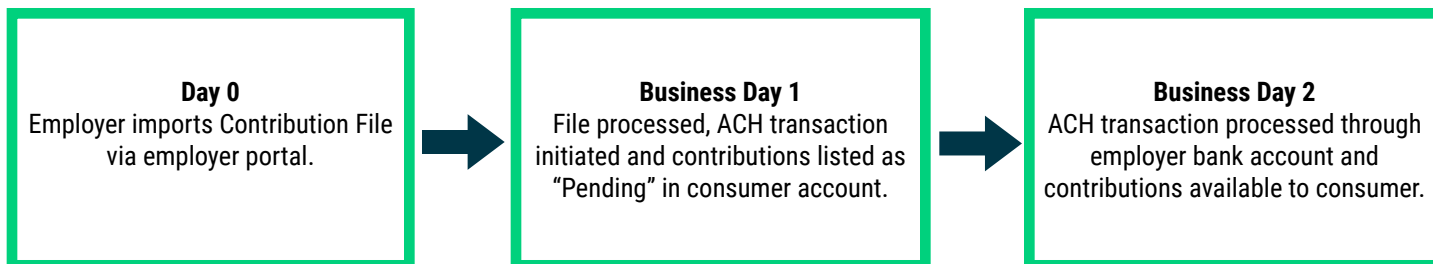 Day 0
Employer imports Contribution File
via employer portal.
Business Day 1
File processed, ACH transaction
initiated and contributions listed as
“Pending” in consumer account.
Business Day 2
ACH transaction processed through
employer bank account and
contributions available to consumer.